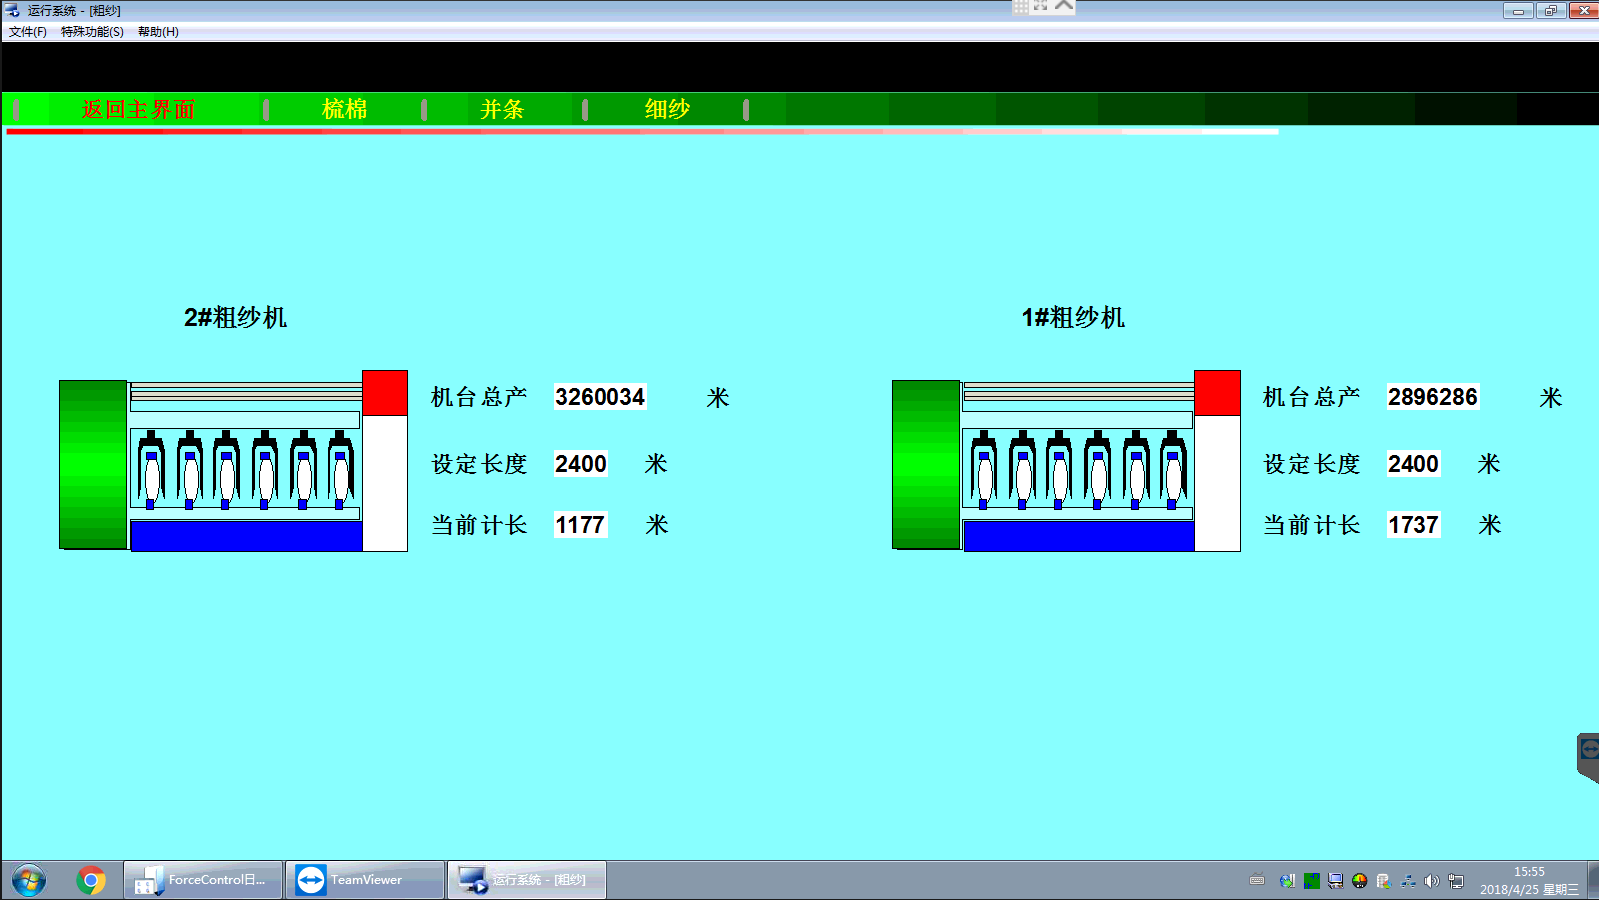 运行系统 - [粗纱]
文件(F) 特殊功能(S) 帮助(H)
返回主界面 梳棉 并条 细纱
2#粗纱机
机台总产 3260034 米
设定长度 2400 米
当前计长 1177 米
1#粗纱机
机台总产 2896286 米
设定长度 2400 米
当前计长 1737 米
ForceControl日... TeamViewer 运行系统 - [粗纱]
15:55
2018/4/25 星期三